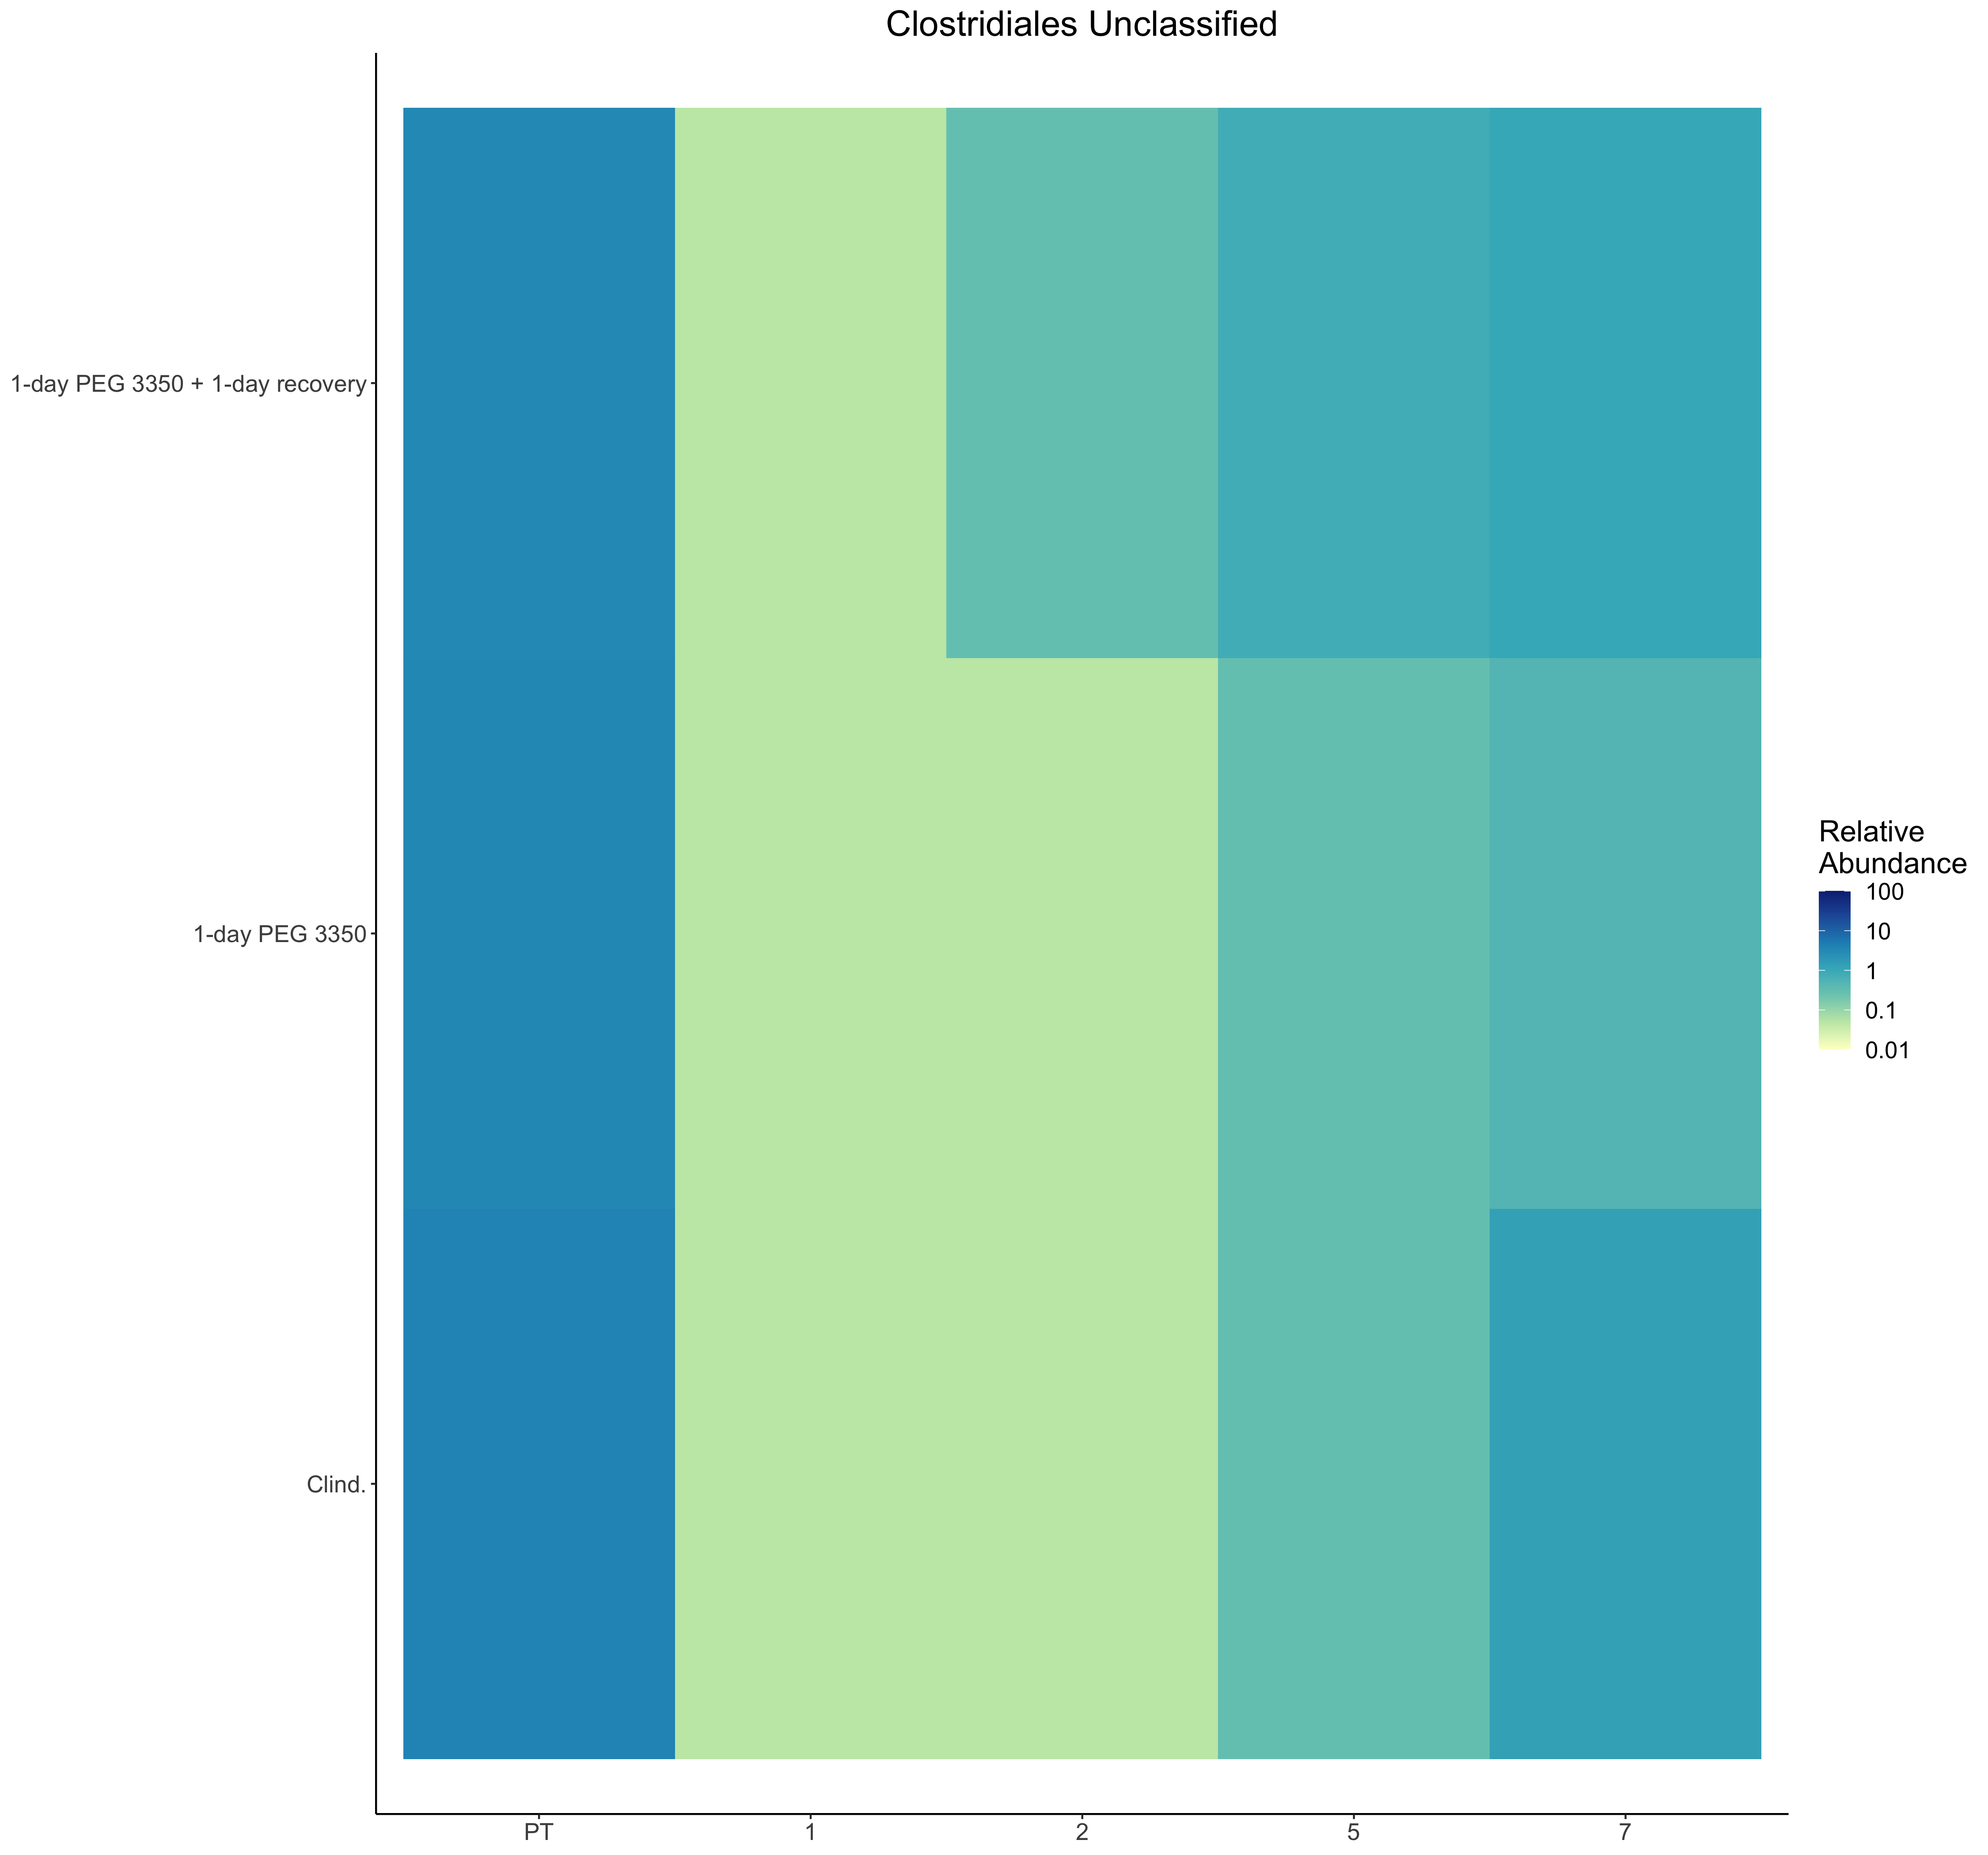 Clostridiales Unclassified
1-day PEG 3350 + 1-day recovery
1-day PEG 3350
Clind.
PT
1
2
5
7
Relative
Abundance
100
10
1
0.1
0.01